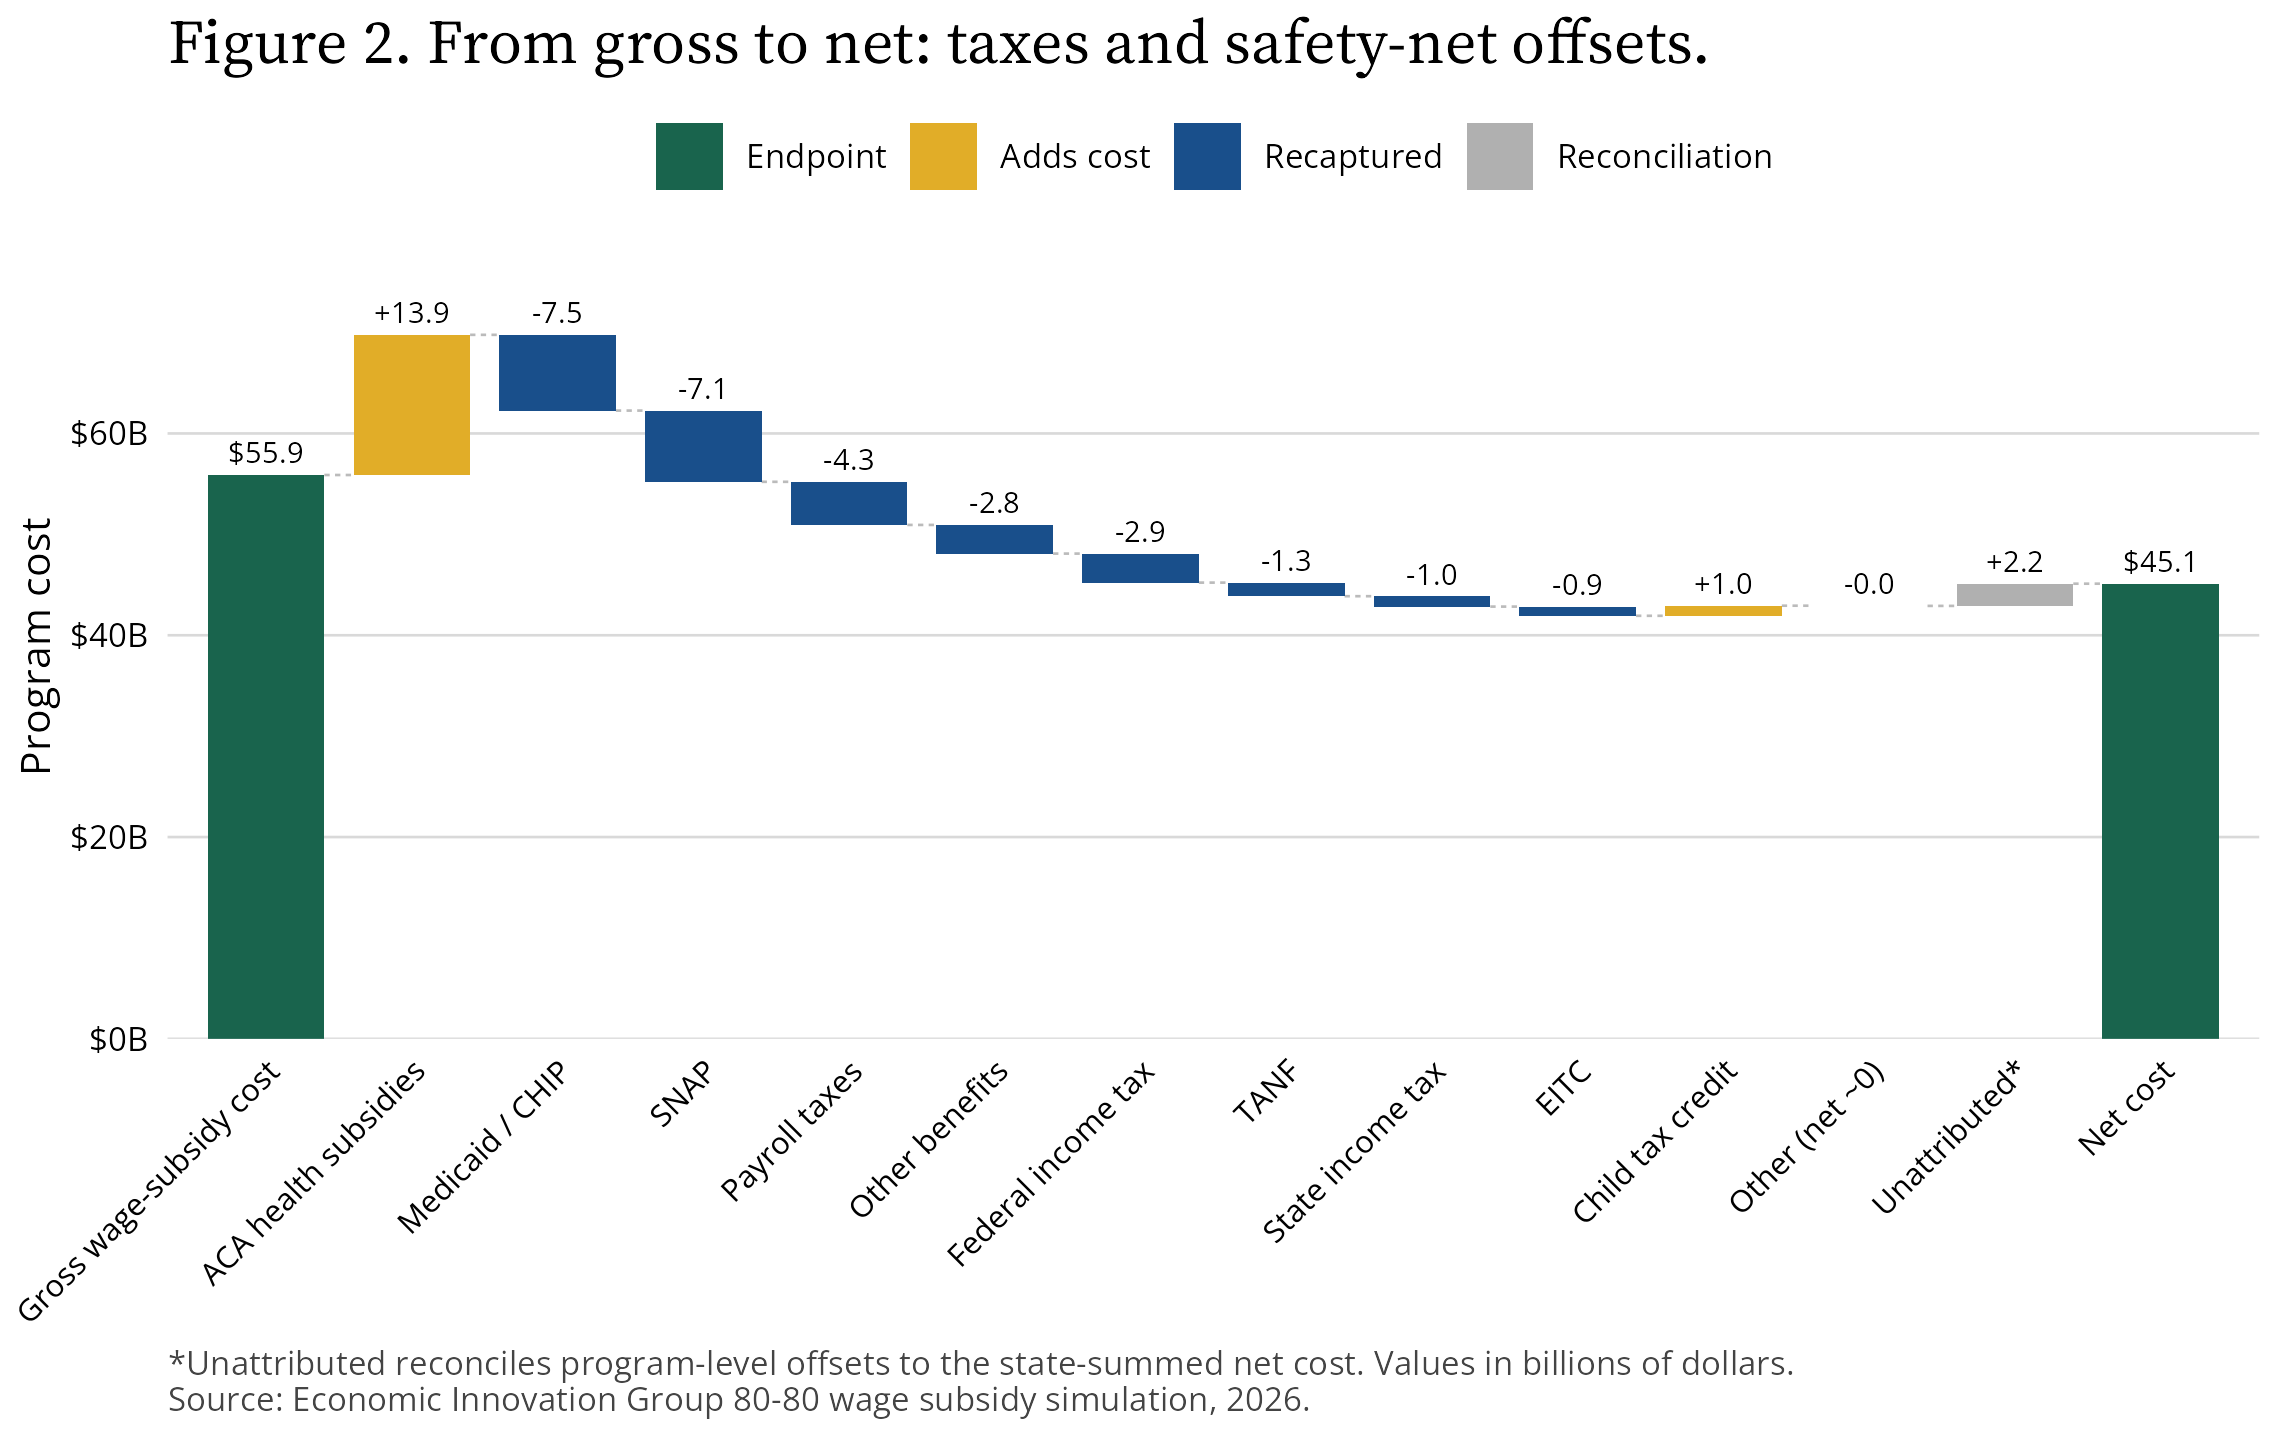 Figure 2. From gross to net: taxes and safety-net offsets.
Endpoint
Adds cost
Recaptured
Reconciliation
Program cost
$60B
$40B
$20B
$0B
$55.9
+13.9
-7.5
-7.1
-4.3
-2.8
-2.9
-1.3
-1.0
-0.9
+1.0
-0.0
+2.2
$45.1
Gross wage-subsidy cost
ACA health subsidies
Medicaid / CHIP
SNAP
Payroll taxes
Other benefits
Federal income tax
TANF
State income tax
EITC
Child tax credit
Other (net ~0)
Unattributed*
Net cost
*Unattributed reconciles program-level offsets to the state-summed net cost. Values in billions of dollars.
Source: Economic Innovation Group 80-80 wage subsidy simulation, 2026.